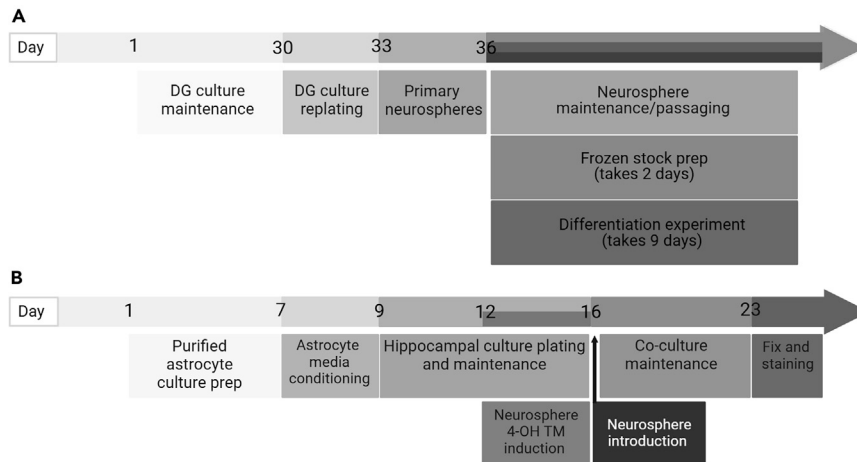 A
Day 1 30 33 36
DG culture
maintenance
DG culture
replating
Primary
neurospheres
Neurosphere
maintenance/passaging
Frozen stock prep
(takes 2 days)
Differentiation experiment
(takes 9 days)
B
Day 1 7 9 12 16 23
Purified
astrocyte
culture prep
Astrocyte
media
conditioning
Hippocampal culture plating
and maintenance
Co-culture
maintenance
Fix and
staining
Neurosphere
4-OH TM
induction
Neurosphere
introduction